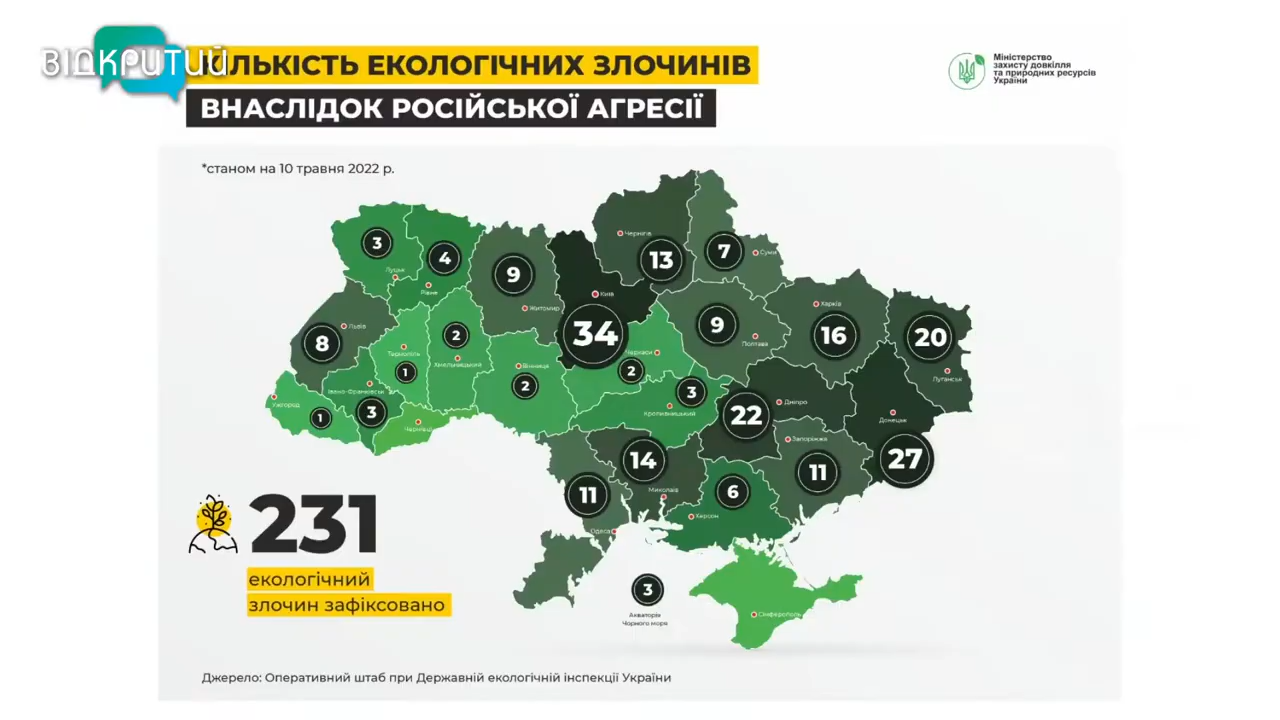 ВІДКРИТИЙ
КІЛЬКІСТЬ ЕКОЛОГІЧНИХ ЗЛОЧИНІВ
ВНАСЛІДОК РОСІЙСЬКОЇ АГРЕСІЇ
Міністерство
захисту довкілля
та природних ресурсів
України
*станом на 10 травня 2022 р.
Чернігів
13
7
Суми
3
Луцьк
4
Рівне
9
Житомир
Київ
34
9
Полтава
Харків
16
20
Луганськ
Львів
8
Тернопіль
1
2
Хмельницький
Вінниця
2
Черкаси
2
3
Кропивницький
22
Дніпро
Донецьк
27
Ужгород
1
Івано-Франківськ
3
Чернівці
14
Миколаїв
Запоріжжя
11
11
Одеса
6
Херсон
3
Акваторія
Чорного моря
Сімферополь
231
екологічний
злочин зафіксовано
Джерело: Оперативний штаб при Державній екологічній інспекції України